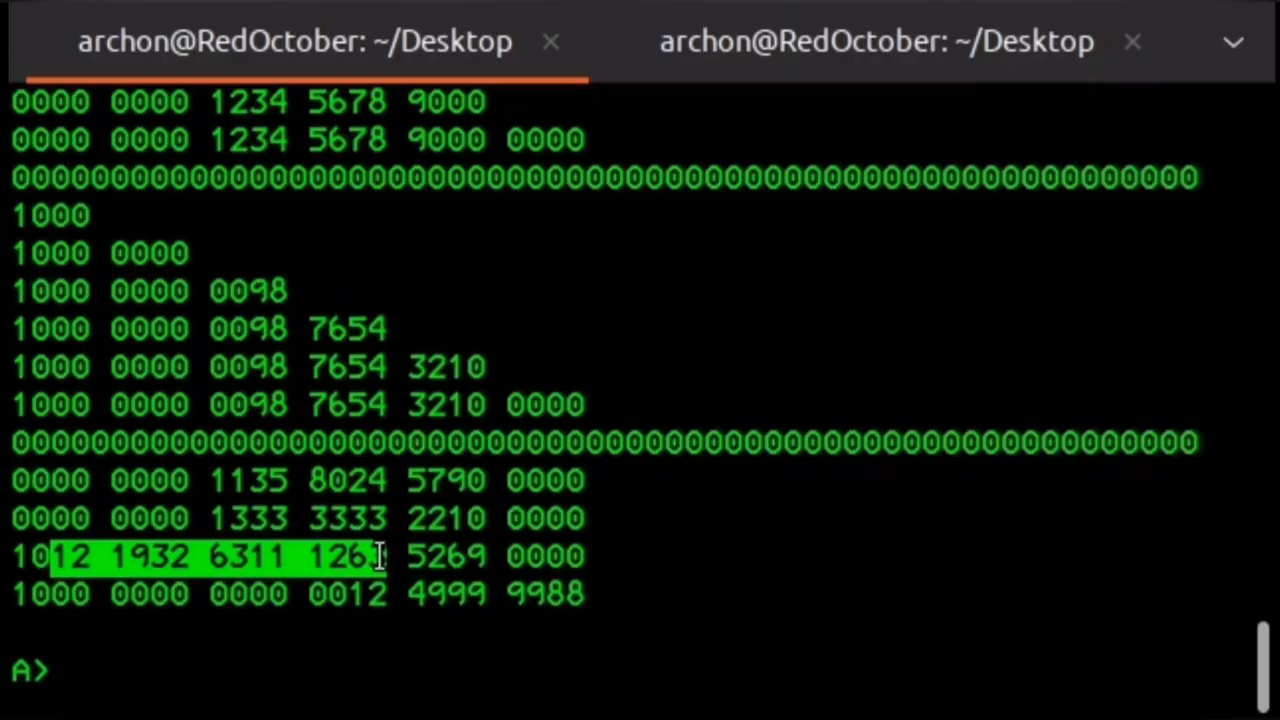 archon@RedOctober: ~/Desktop × archon@RedOctober: ~/Desktop ×
0000 0000 1234 5678 9000
0000 0000 1234 5678 9000 0000
000000000000000000000000000000000000000000000000000000000000
1000
1000 0000
1000 0000 0098
1000 0000 0098 7654
1000 0000 0098 7654 3210
1000 0000 0098 7654 3210 0000
000000000000000000000000000000000000000000000000000000000000
0000 0000 1135 8024 5790 0000
0000 0000 1333 3333 2210 0000
1012 1932 6311 1263 5269 0000
1000 0000 0000 0012 4999 9988
A>